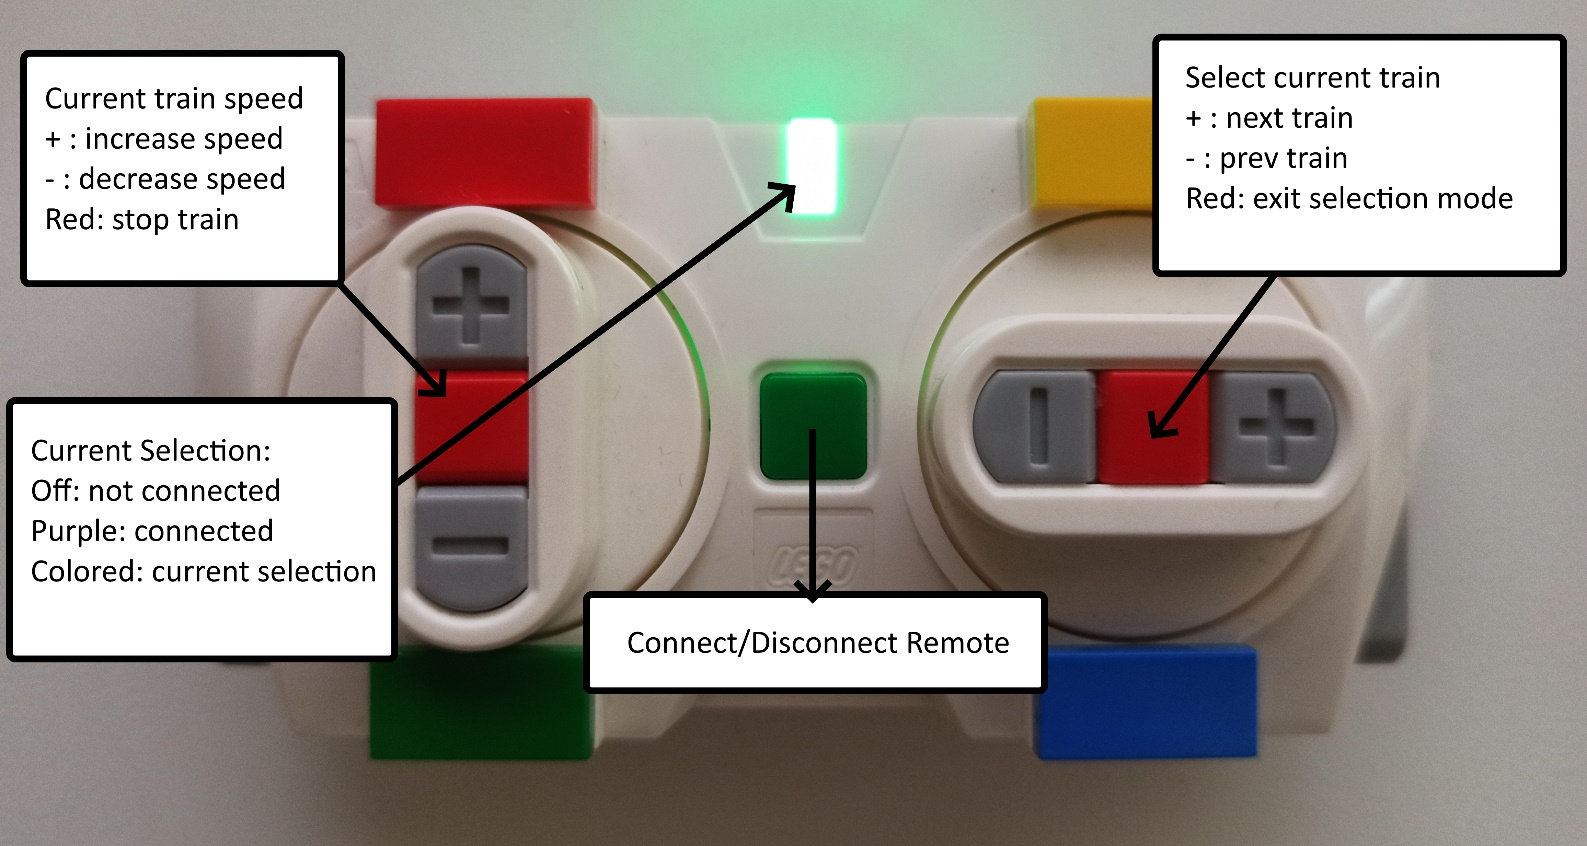 Current train speed
+ : increase speed
- : decrease speed
Red: stop train
Select current train
+ : next train
- : prev train
Red: exit selection mode
Current Selection:
Off: not connected
Purple: connected
Colored: current selection
LEGO
Connect/Disconnect Remote